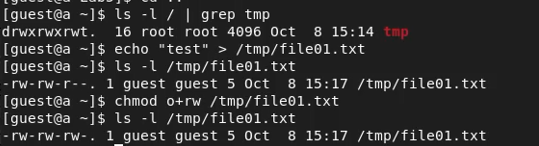 [guest@a ~]$ ls -l / | grep tmp
drwxrwxrwt.  16 root root 4096 Oct  8 15:14 tmp
[guest@a ~]$ echo "test" > /tmp/file01.txt
[guest@a ~]$ ls -l /tmp/file01.txt
-rw-rw-r--. 1 guest guest 5 Oct  8 15:17 /tmp/file01.txt
[guest@a ~]$ chmod o+rw /tmp/file01.txt
[guest@a ~]$ ls -l /tmp/file01.txt
-rw-rw-rw-. 1 guest guest 5 Oct  8 15:17 /tmp/file01.txt